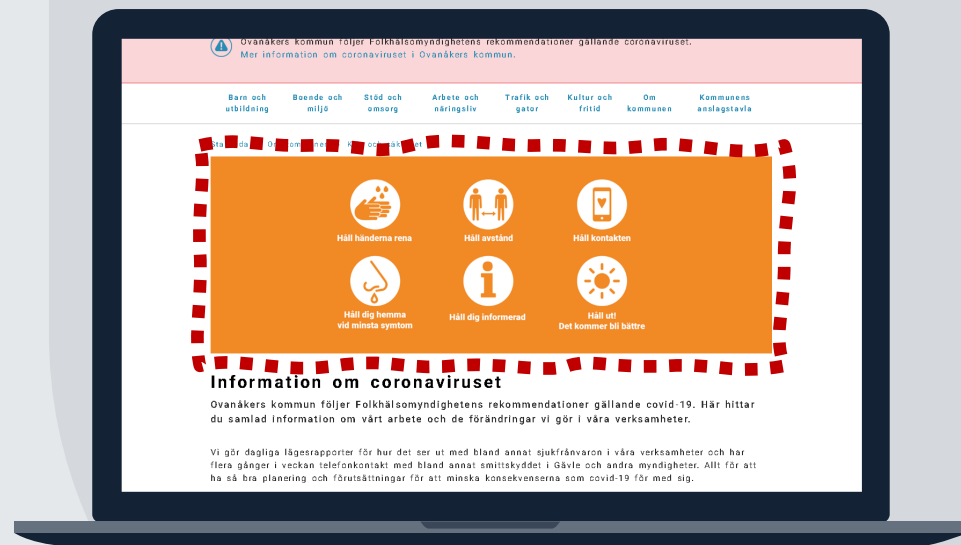 Ovanåkers kommun följer Folkhälsomyndighetens rekommendationer gällande coronaviruset.
Mer information om coronaviruset i Ovanåkers kommun.
Barn och utbildning
Boende och miljö
Stöd och omsorg
Arbete och näringsliv
Trafik och gator
Kultur och fritid
Om kommunen
Kommunens anslagstavla
Håll händerna rena
Håll avstånd
Håll kontakten
Håll dig hemma
vid minsta symtom
Håll dig informerad
Håll ut!
Det kommer bli bättre
Information om coronaviruset
Ovanåkers kommun följer Folkhälsomyndighetens rekommendationer gällande covid-19. Här hittar
du samlad information om vårt arbete och de förändringar vi gör i våra verksamheter.
Vi gör dagliga lägesrapporter för hur det ser ut med bland annat sjukfrånvaron i våra verksamheter och har
flera gånger i veckan telefonkontakt med bland annat smittskyddet i Gävle och andra myndigheter. Allt för att
ha så bra planering och förutsättningar för att minska konsekvenserna som covid-19 för med sig.